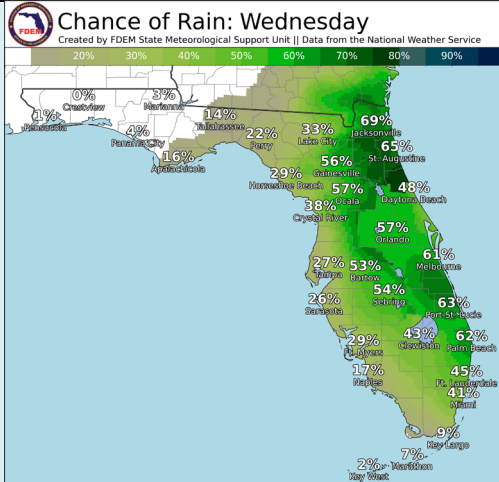 Chance of Rain: Wednesday
Created by FDEM State Meteorological Support Unit || Data from the National Weather Service
FDEM
20% 30% 40% 50% 60% 70% 80% 90%
0%
Crestview
3%
Marianna
1%
Pensacola
4%
Panama City
14%
Tallahassee
16%
Apalachicola
22%
Perry
33%
Lake City
69%
Jacksonville
65%
St. Augustine
56%
Gainesville
29%
Horseshoe Beach
57%
Ocala
48%
Daytona Beach
38%
Crystal River
57%
Orlando
61%
Melbourne
27%
Tampa
53%
Bartow
54%
Sebring
26%
Sarasota
63%
Port St. Lucie
43%
Clewiston
62%
Palm Beach
29%
Ft. Myers
17%
Naples
45%
Ft. Lauderdale
41%
Miami
9%
Key Largo
7%
Marathon
2%
Key West